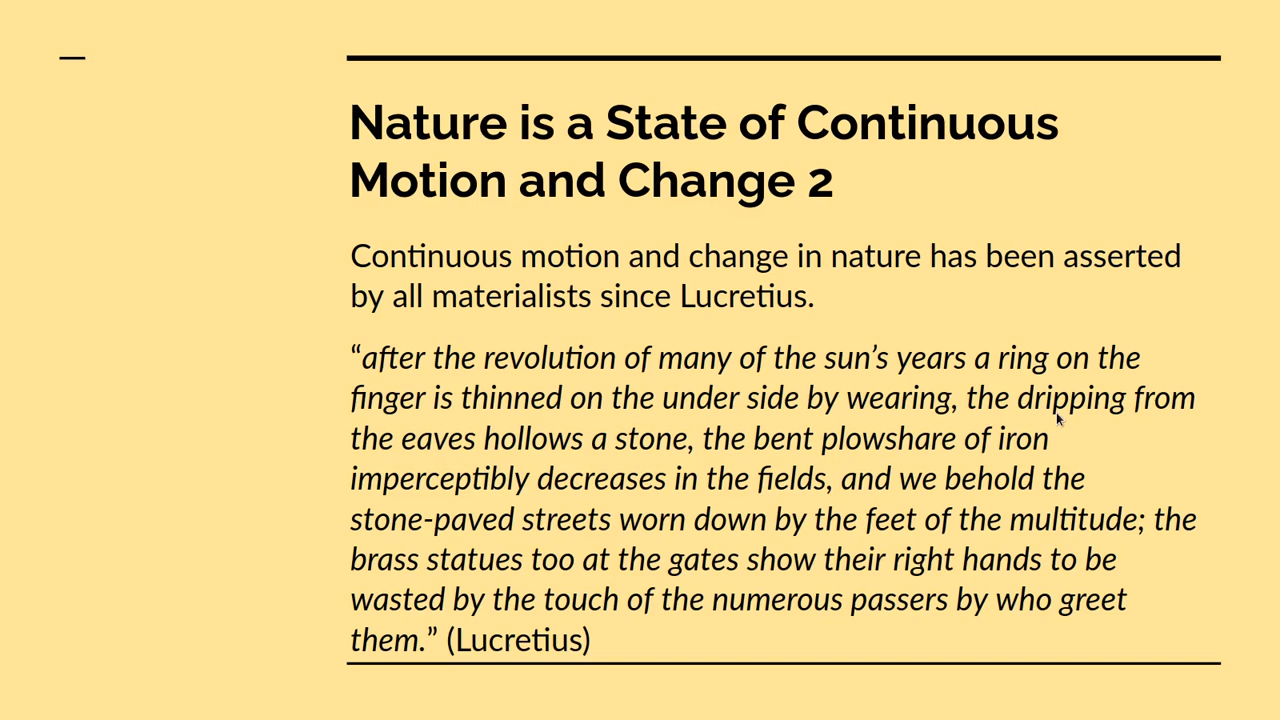 Nature is a State of Continuous
Motion and Change 2
Continuous motion and change in nature has been asserted
by all materialists since Lucretius.
“after the revolution of many of the sun’s years a ring on the
finger is thinned on the under side by wearing, the dripping from
the eaves hollows a stone, the bent plowshare of iron
imperceptibly decreases in the fields, and we behold the
stone-paved streets worn down by the feet of the multitude; the
brass statues too at the gates show their right hands to be
wasted by the touch of the numerous passers by who greet
them.” (Lucretius)